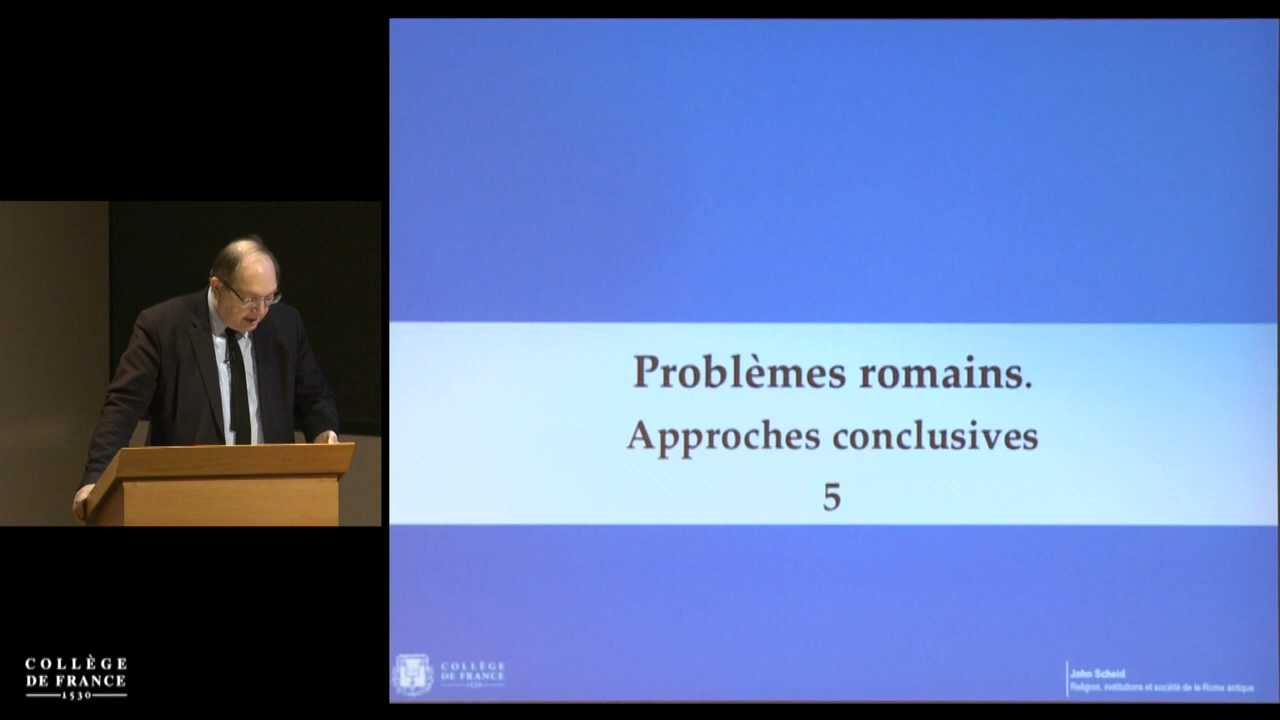 Problèmes romains.
Approches conclusives
5
COLLÈGE
DE FRANCE
1530
COLLÈGE
DE FRANCE
1530
John Scheid
Religion, institutions et société de la Rome antique